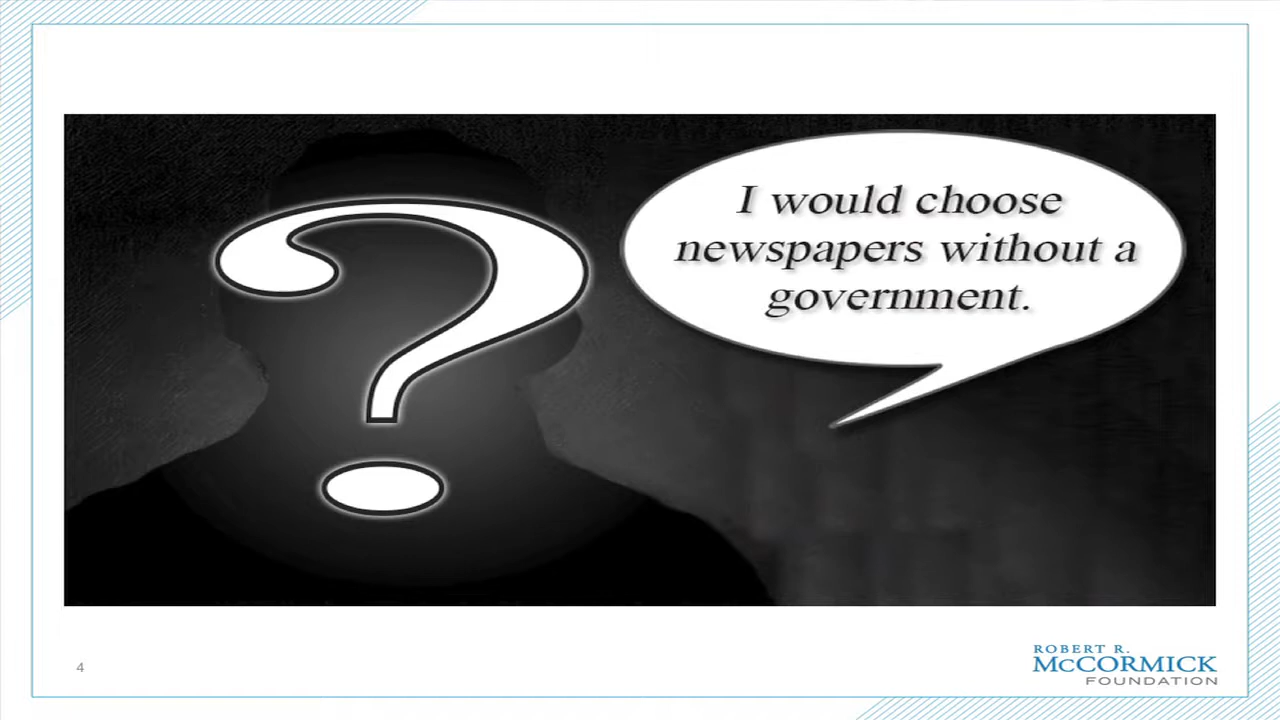 I would choose
newspapers without a
government.
4
ROBERT R.
McCORMICK
FOUNDATION